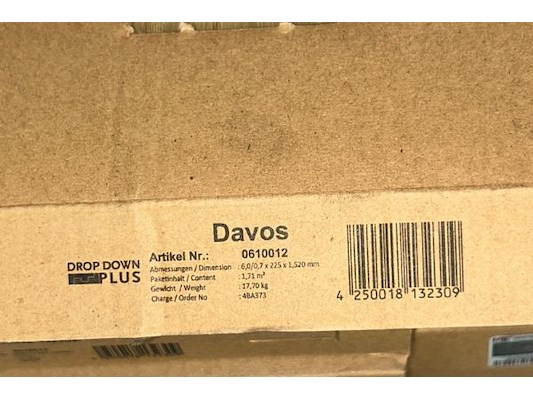 Davos
Artikel Nr.: 0610012
Abmessungen / Dimension : 6,0/0,7 x 225 x 1,520 mm
Paketinhalt / Content : 1,71 m²
Gewicht / Weight : 17,70 kg
Charge / Order No : 4BA373
DROP DOWN
PLUS
4 250018 132309